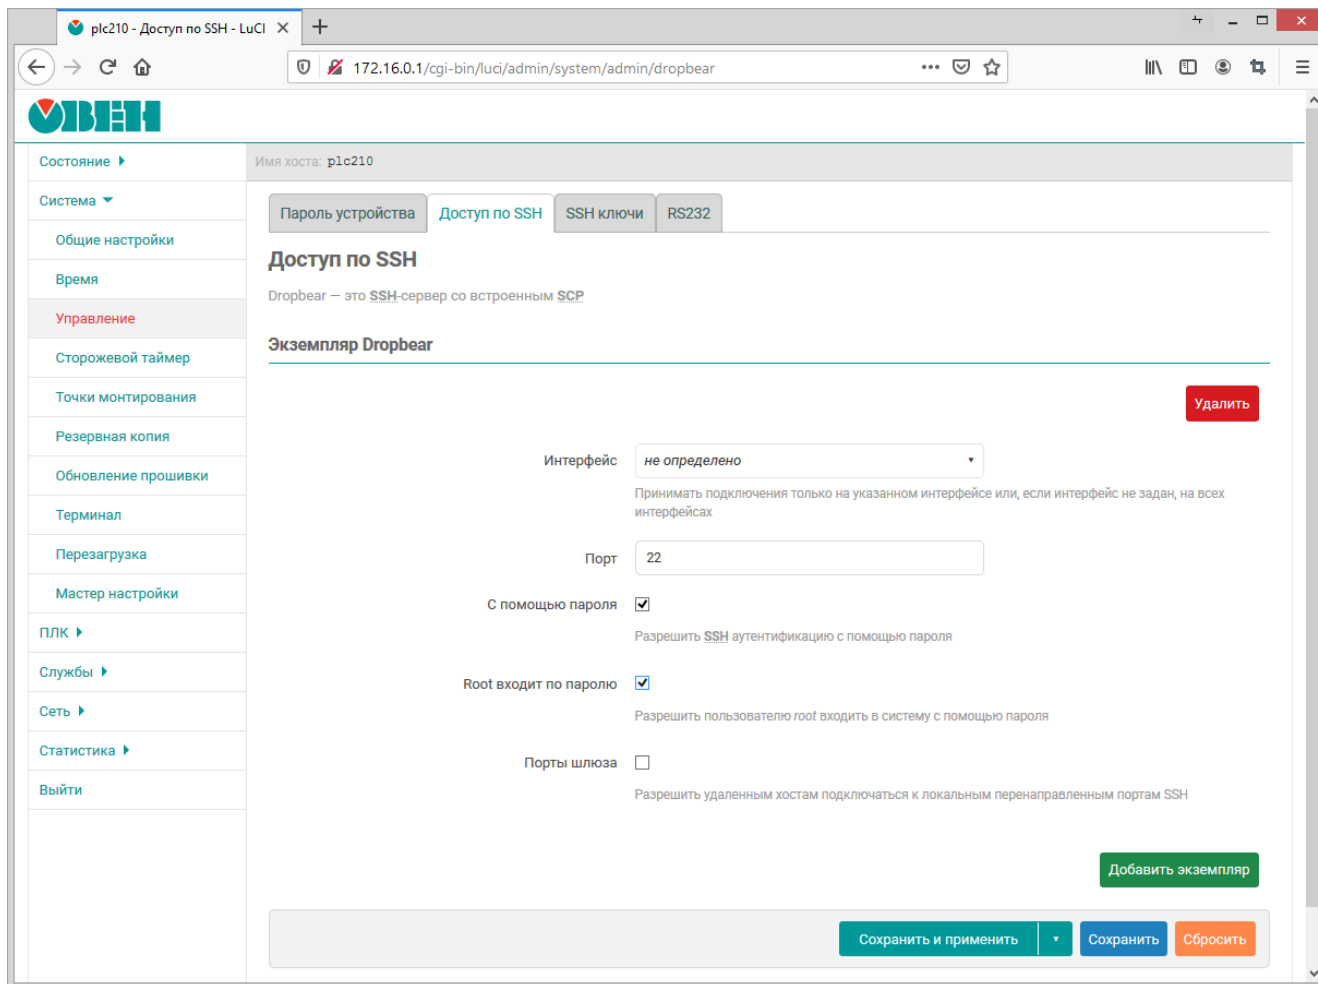 plc210 - Доступ по SSH - LuCI
172.16.0.1/cgi-bin/luci/admin/system/admin/dropbear
ОВЕН
Состояние
Имя хоста: plc210
Система
Общие настройки
Время
Управление
Сторожевой таймер
Точки монтирования
Резервная копия
Обновление прошивки
Терминал
Перезагрузка
Мастер настройки
ПЛК
Службы
Сеть
Статистика
Выйти
Пароль устройства
Доступ по SSH
SSH ключи
RS232
Доступ по SSH
Dropbear — это SSH-сервер со встроенным SCP
Экземпляр Dropbear
Удалить
Интерфейс
не определено
Принимать подключения только на указанном интерфейсе или, если интерфейс не задан, на всех
интерфейсах
Порт
22
С помощью пароля
Разрешить SSH аутентификацию с помощью пароля
Root входит по паролю
Разрешить пользователю root входить в систему с помощью пароля
Порты шлюза
Разрешить удаленным хостам подключаться к локальным перенаправленным портам SSH
Добавить экземпляр
Сохранить и применить
Сохранить
Сбросить